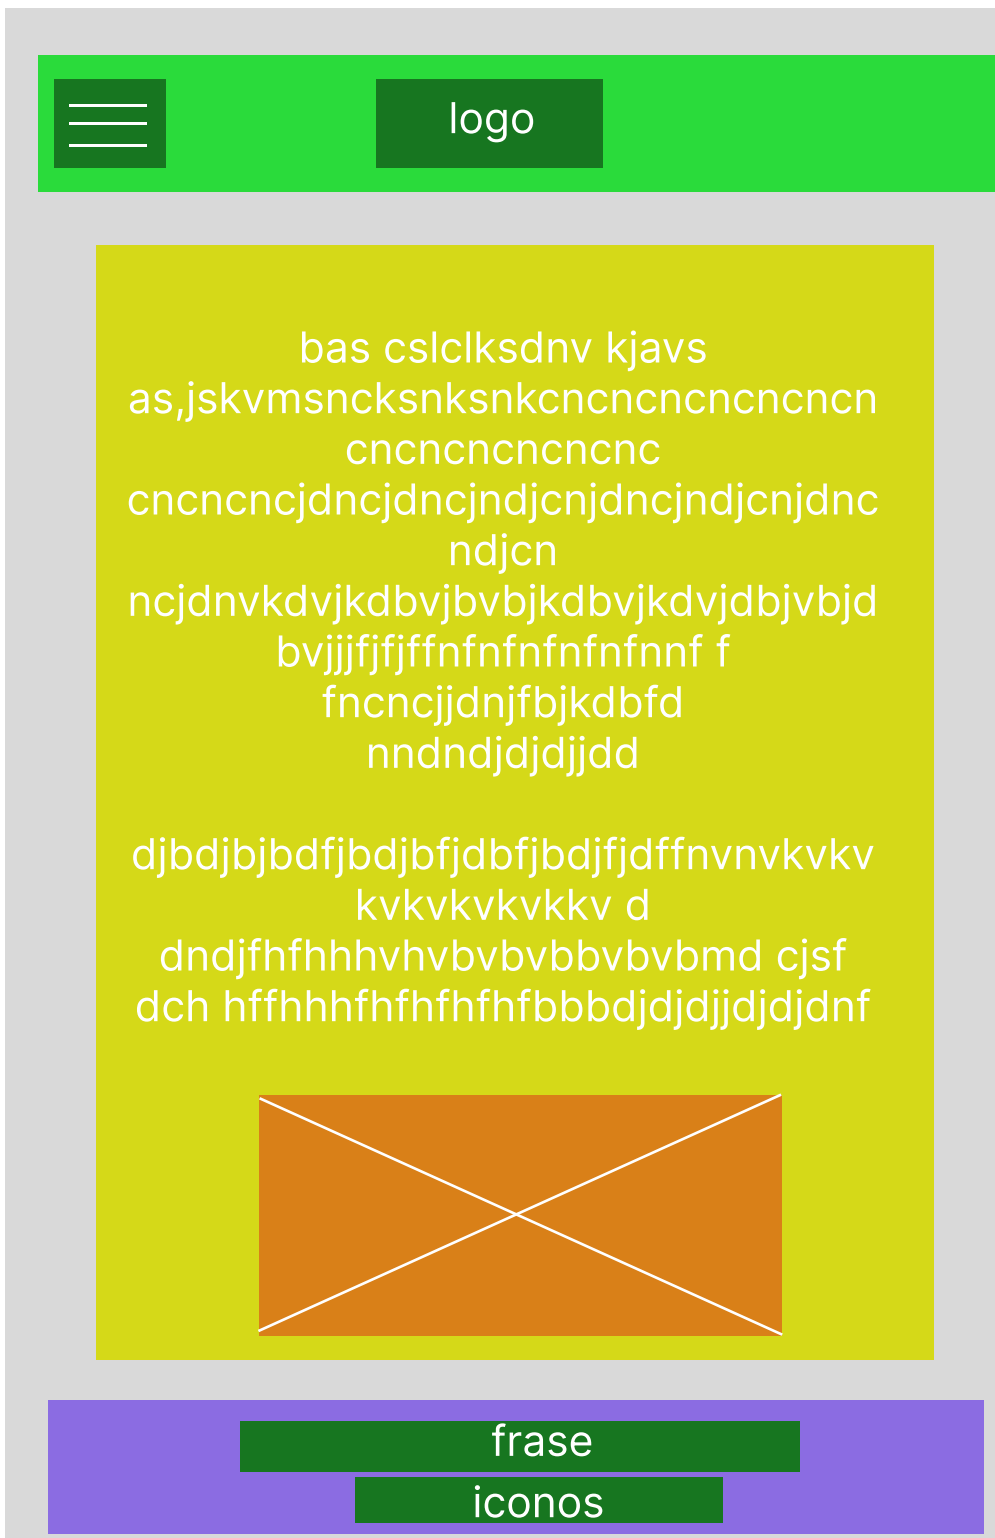 logo
bas cslclksdnv kjavs
as,jskvmsncksnksnkcncncncncncncn
cncncncncncnc
cncncncjdncjdncjndjcnjdncjndjcnjdnc
ndjcn
ncjdnvkdvjkdbvjbvbjkdbvjkdvjdbjvbjd
bvjjjfjfjffnfnfnfnfnfnfnnf f
fncncjjdnjfbjkdbfd
nndndjdjdjjdd
djbdjbjbdfjbdjbfjdbfjbdjfjdffnvnvkvkv
kvkvkvkvkkv d
dndjfhfhhhvhvbvbvbbvbvbmd cjsf
dch hffhhhfhfhfhfhfbbbdjdjdjjdjdjdnf
frase
iconos